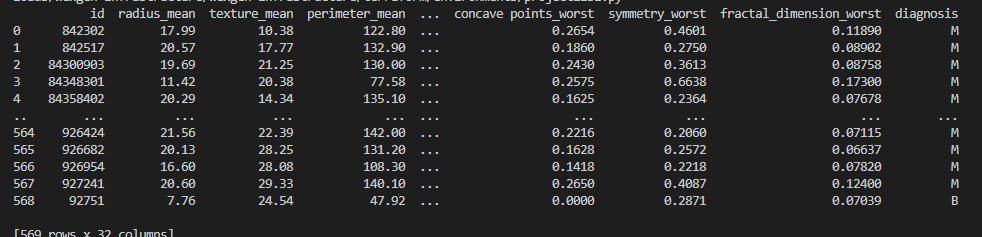 id radius_mean texture_mean perimeter_mean ... concave points_worst symmetry_worst fractal_dimension_worst diagnosis
0 842302 17.99 10.38 122.80 ... 0.2654 0.4601 0.11890 M
1 842517 20.57 17.77 132.90 ... 0.1860 0.2750 0.08902 M
2 84300903 19.69 21.25 130.00 ... 0.2430 0.3613 0.08758 M
3 84348301 11.42 20.38 77.58 ... 0.2575 0.6638 0.17300 M
4 84358402 20.29 14.34 135.10 ... 0.1625 0.2364 0.07678 M
.. ... ... ... ... ... ... ... ... ...
564 926424 21.56 22.39 142.00 ... 0.2216 0.2060 0.07115 M
565 926682 20.13 28.25 131.20 ... 0.1628 0.2572 0.06637 M
566 926954 16.60 28.08 108.30 ... 0.1418 0.2218 0.07820 M
567 927241 20.60 29.33 140.10 ... 0.2650 0.4087 0.12400 M
568 92751 7.76 24.54 47.92 ... 0.0000 0.2871 0.07039 B
[569 rows x 32 columns]